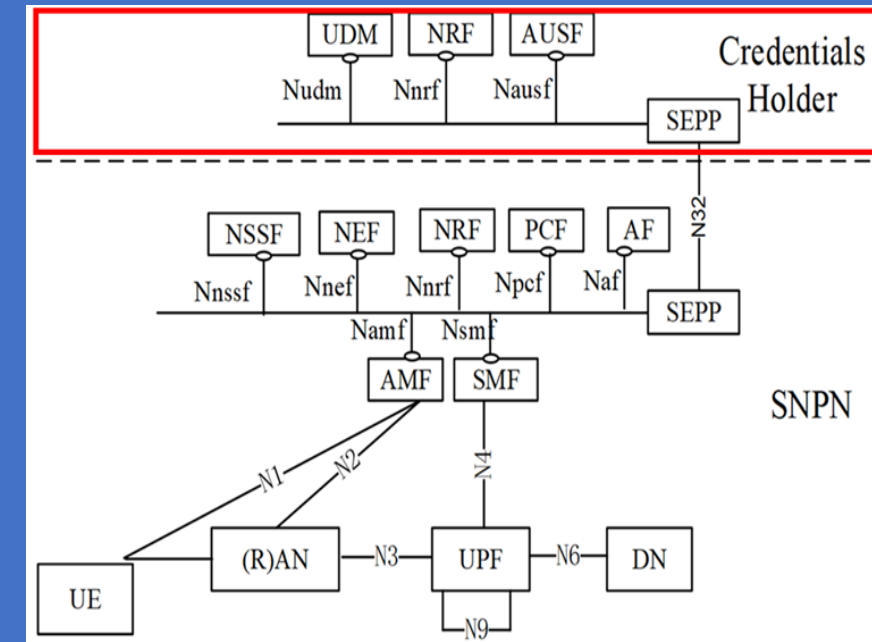 UDM NRF AUSF
Credentials
Holder
Nudm Nnrf Nausf
SEPP
N32
NSSF NEF NRF PCF AF
Nnssf Nnef Nnrf Npcf Naf
SEPP
Namf Nsmf
AMF SMF
SNPN
N1 N2 N4
(R)AN N3 UPF N6 DN
UE
N9